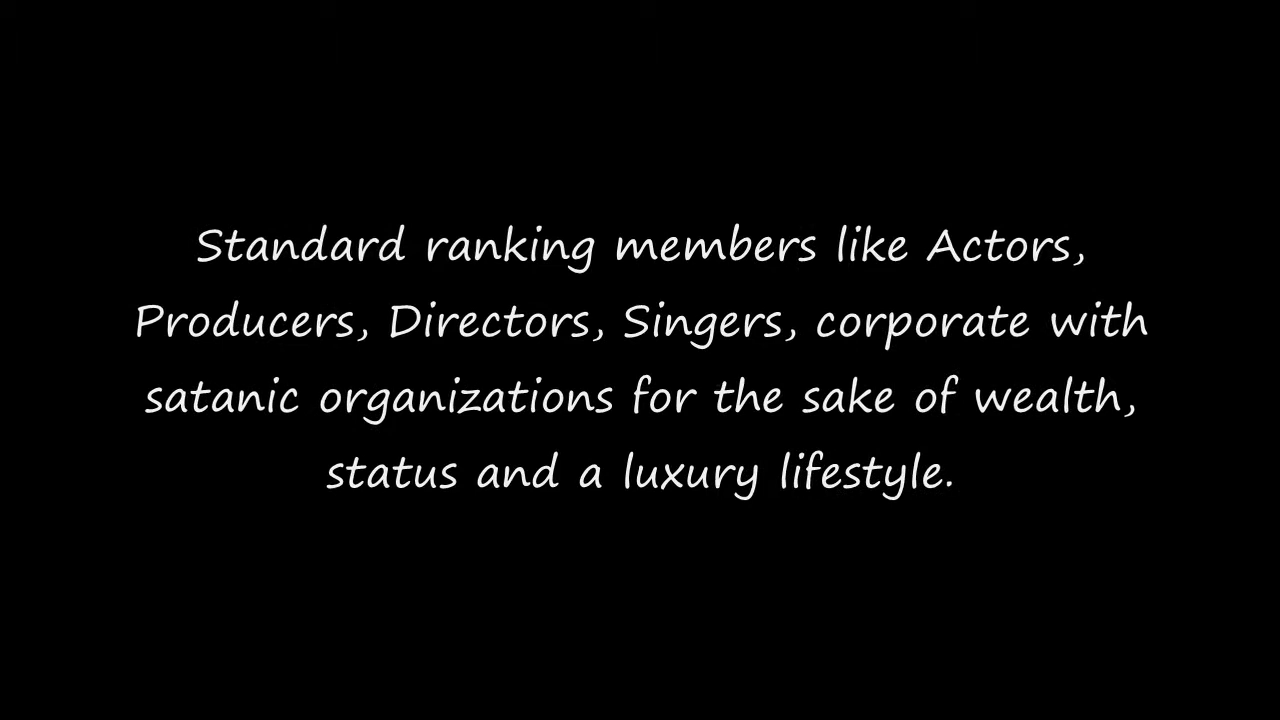 Standard ranking members like Actors,
Producers, Directors, Singers, corporate with
satanic organizations for the sake of wealth,
status and a luxury lifestyle.